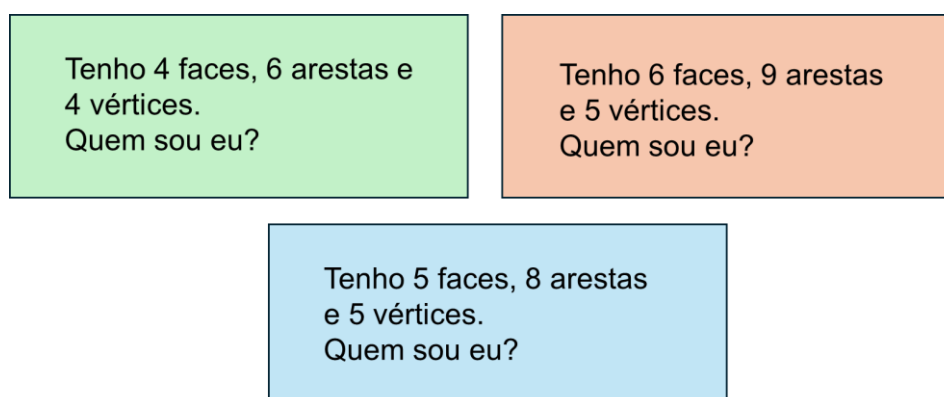 Tenho 4 faces, 6 arestas e
4 vértices.
Quem sou eu?
Tenho 6 faces, 9 arestas
e 5 vértices.
Quem sou eu?
Tenho 5 faces, 8 arestas
e 5 vértices.
Quem sou eu?